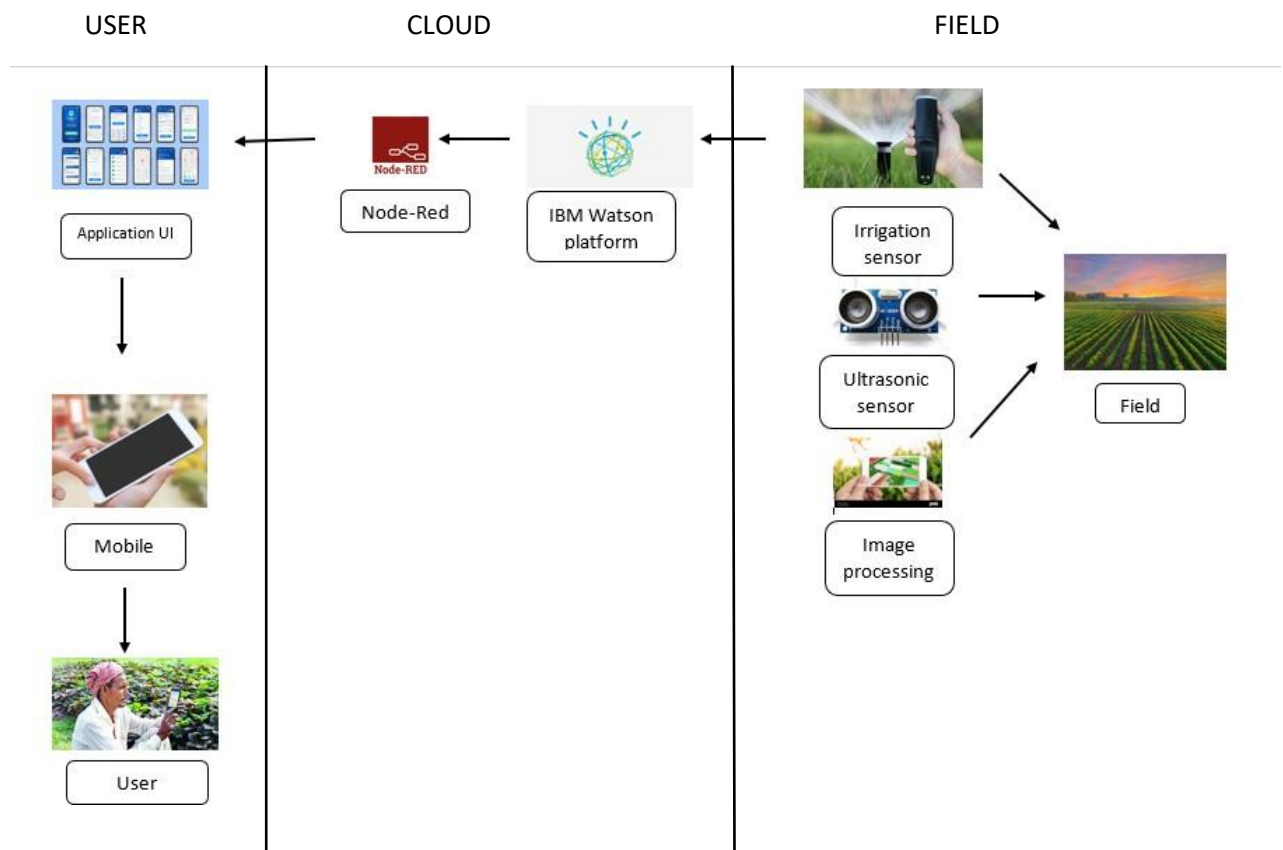 USER
CLOUD
FIELD
Node-RED
Application UI
Node-Red
IBM Watson
platform
Irrigation
sensor
Ultrasonic
sensor
Field
Mobile
Image
processing
User